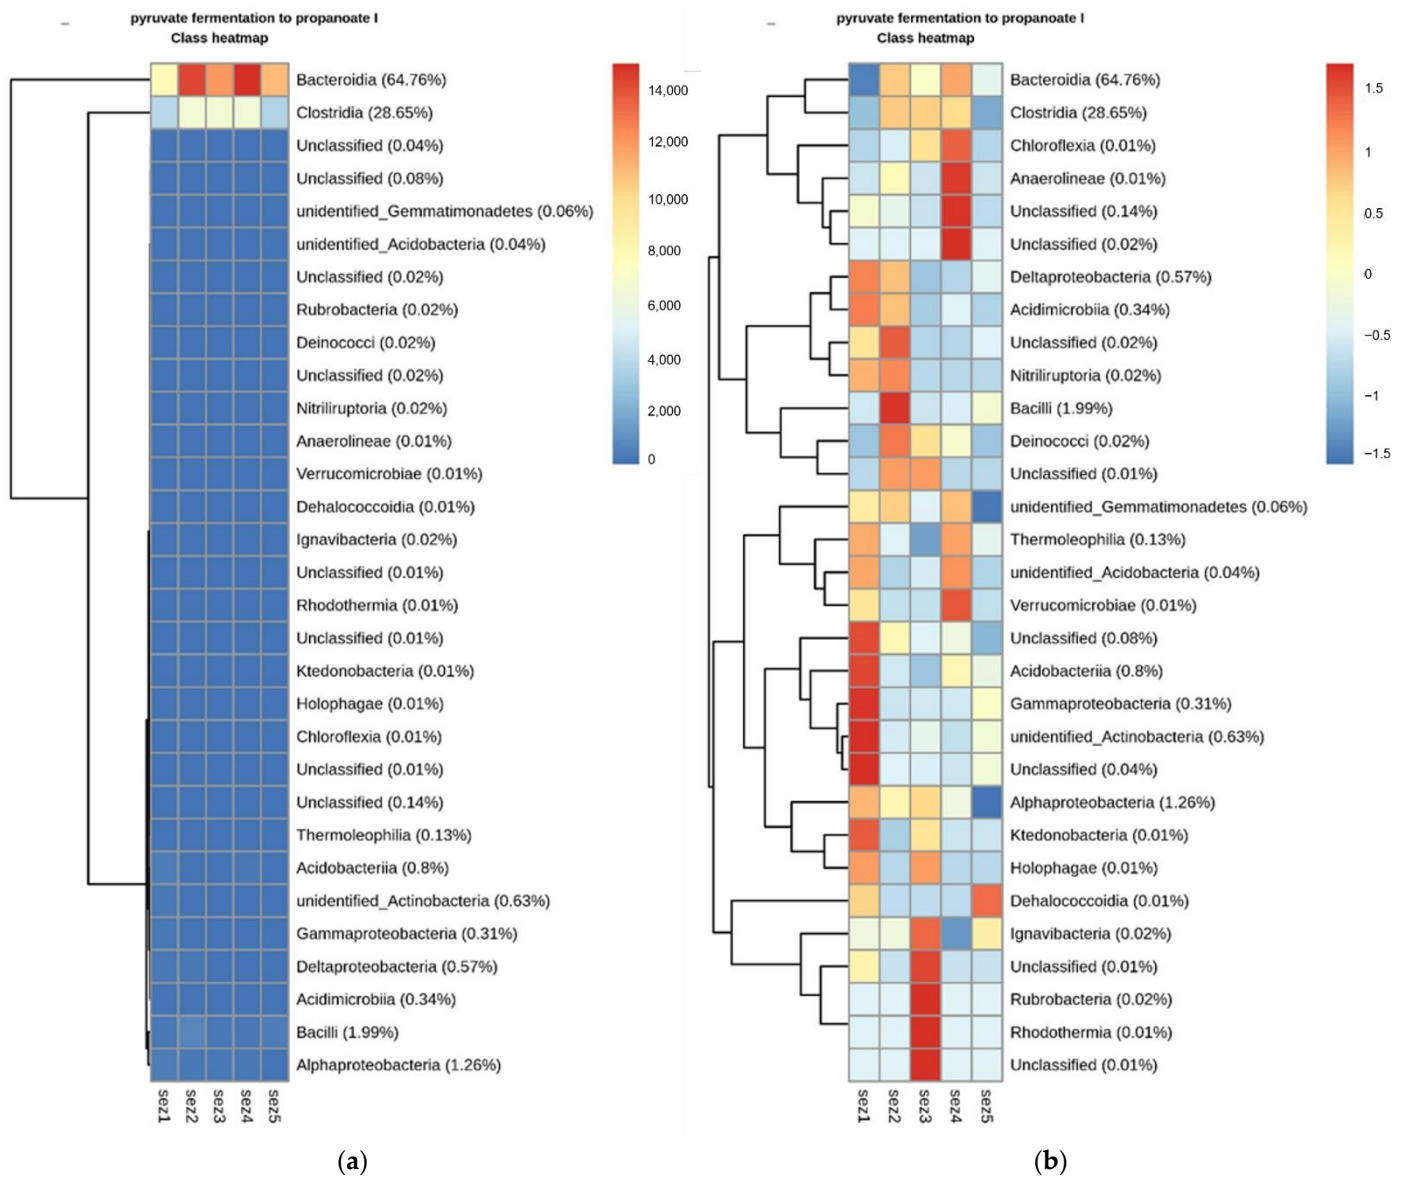 pyruvate fermentation to propanoate I
Class heatmap
Bacteroidia (64.76%)
Clostridia (28.65%)
Unclassified (0.04%)
Unclassified (0.08%)
unidentified_Gemmatimonadetes (0.06%)
unidentified_Acidobacteria (0.04%)
Unclassified (0.02%)
Rubrobacteria (0.02%)
Deinococci (0.02%)
Unclassified (0.02%)
Nitriliruptoria (0.02%)
Anaerolineae (0.01%)
Verrucomicrobiae (0.01%)
Dehalococcoidia (0.01%)
Ignavibacteria (0.02%)
Unclassified (0.01%)
Rhodothermia (0.01%)
Unclassified (0.01%)
Ktedonobacteria (0.01%)
Holophagae (0.01%)
Chloroflexia (0.01%)
Unclassified (0.01%)
Unclassified (0.14%)
Thermoleophilia (0.13%)
Acidobacteriia (0.8%)
unidentified_Actinobacteria (0.63%)
Gammaproteobacteria (0.31%)
Deltaproteobacteria (0.57%)
Acidimicrobiia (0.34%)
Bacilli (1.99%)
Alphaproteobacteria (1.26%)
14,000
12,000
10,000
8,000
6,000
4,000
2,000
0
sez1
sez2
sez3
sez4
sez5
(a)
pyruvate fermentation to propanoate I
Class heatmap
Bacteroidia (64.76%)
Clostridia (28.65%)
Chloroflexia (0.01%)
Anaerolineae (0.01%)
Unclassified (0.14%)
Unclassified (0.02%)
Deltaproteobacteria (0.57%)
Acidimicrobiia (0.34%)
Unclassified (0.02%)
Nitriliruptoria (0.02%)
Bacilli (1.99%)
Deinococci (0.02%)
Unclassified (0.01%)
unidentified_Gemmatimonadetes (0.06%)
Thermoleophilia (0.13%)
unidentified_Acidobacteria (0.04%)
Verrucomicrobiae (0.01%)
Unclassified (0.08%)
Acidobacteriia (0.8%)
Gammaproteobacteria (0.31%)
unidentified_Actinobacteria (0.63%)
Unclassified (0.04%)
Alphaproteobacteria (1.26%)
Ktedonobacteria (0.01%)
Holophagae (0.01%)
Dehalococcoidia (0.01%)
Ignavibacteria (0.02%)
Unclassified (0.01%)
Rubrobacteria (0.02%)
Rhodothermia (0.01%)
Unclassified (0.01%)
1.5
1
0.5
0
−0.5
−1
−1.5
sez1
sez2
sez3
sez4
sez5
(b)